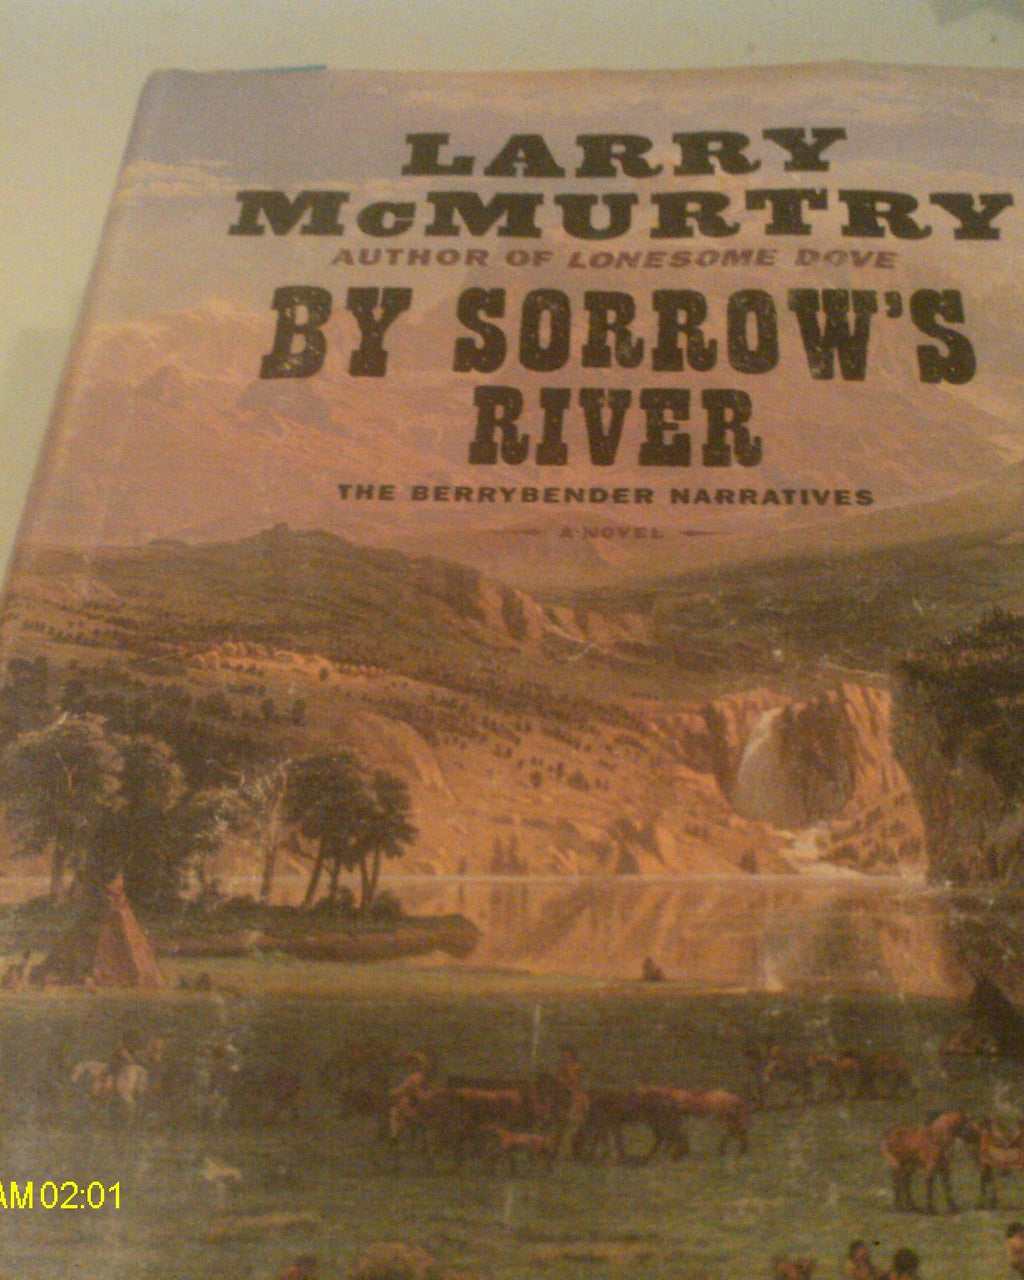 LARRY
McMURTRY
AUTHOR OF LONESOME DOVE
BY SORROW'S
RIVER
THE BERRYBENDER NARRATIVES
A NOVEL
AM 02:01